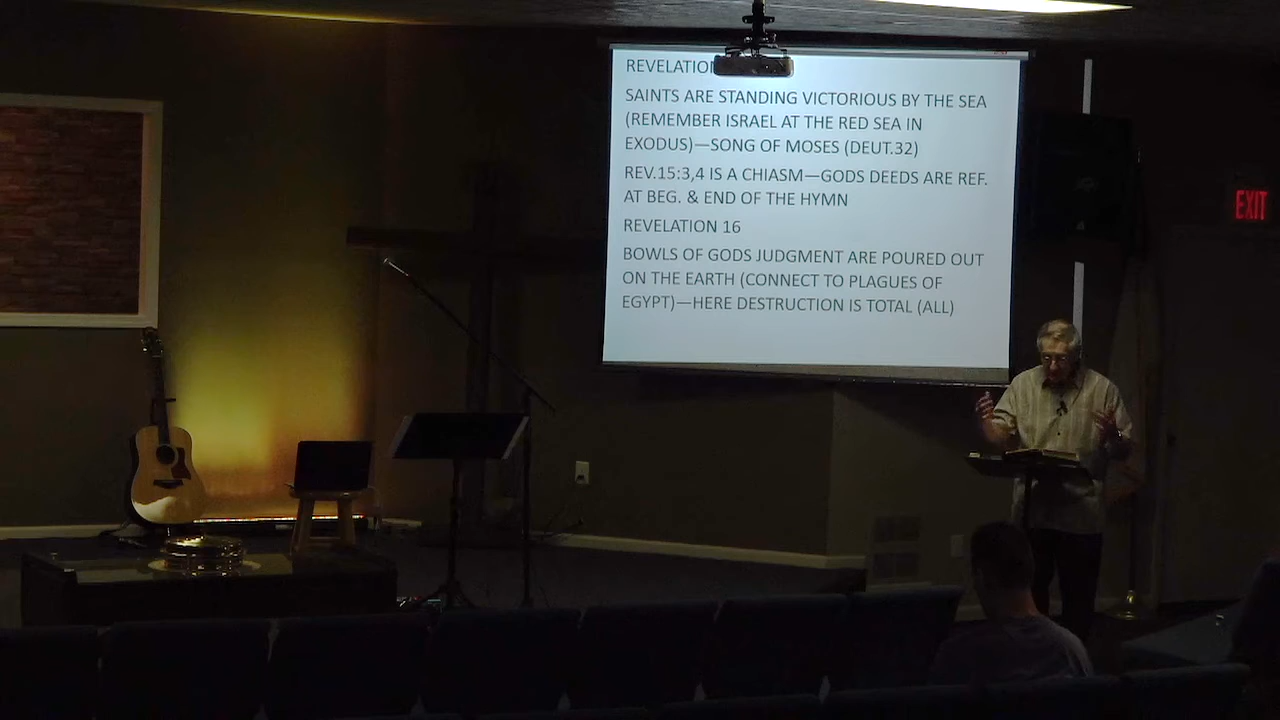 REVELATION
SAINTS ARE STANDING VICTORIOUS BY THE SEA
(REMEMBER ISRAEL AT THE RED SEA IN
EXODUS)—SONG OF MOSES (DEUT.32)
REV.15:3,4 IS A CHIASM—GODS DEEDS ARE REF.
AT BEG. & END OF THE HYMN
REVELATION 16
BOWLS OF GODS JUDGMENT ARE POURED OUT
ON THE EARTH (CONNECT TO PLAGUES OF
EGYPT)—HERE DESTRUCTION IS TOTAL (ALL)
EXIT